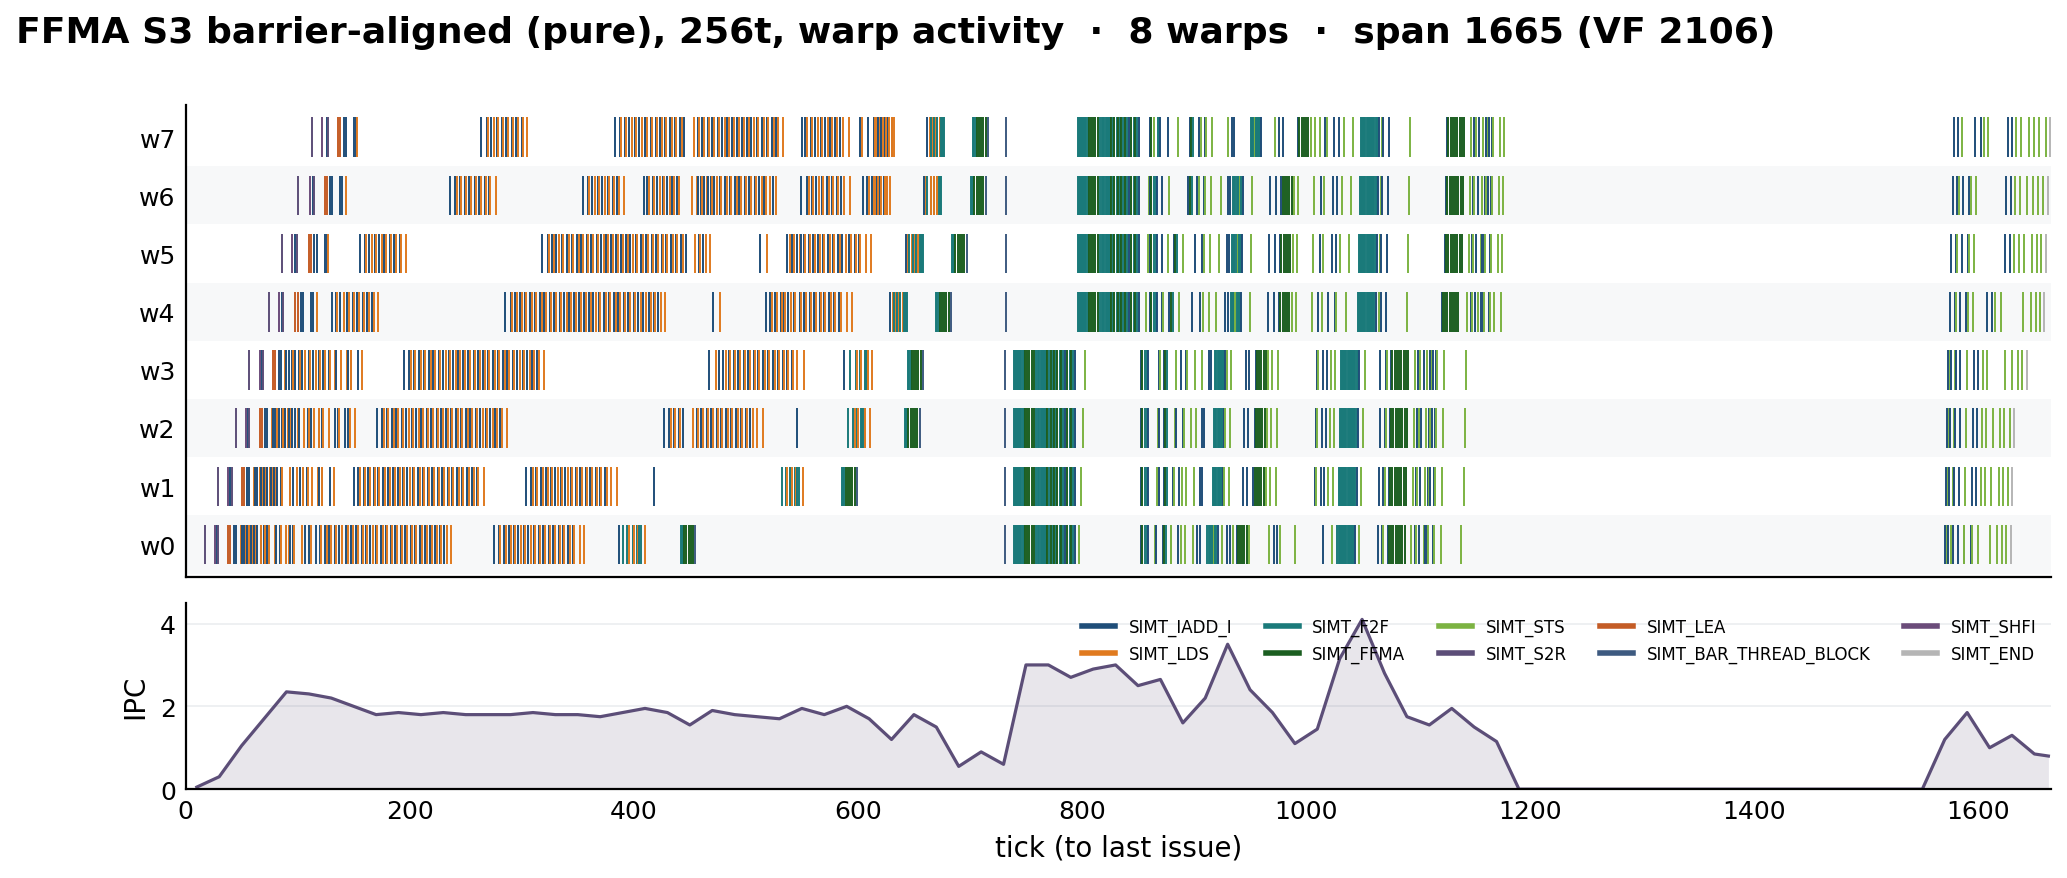 FFMA S3 barrier-aligned (pure), 256t, warp activity · 8 warps · span 1665 (VF 2106)
w7
w6
w5
w4
w3
w2
w1
w0
SIMT_IADD_I SIMT_F2F SIMT_STS SIMT_LEA SIMT_SHFI
SIMT_LDS SIMT_FFMA SIMT_S2R SIMT_BAR_THREAD_BLOCK SIMT_END
IPC
4
2
0
0 200 400 600 800 1000 1200 1400 1600
tick (to last issue)